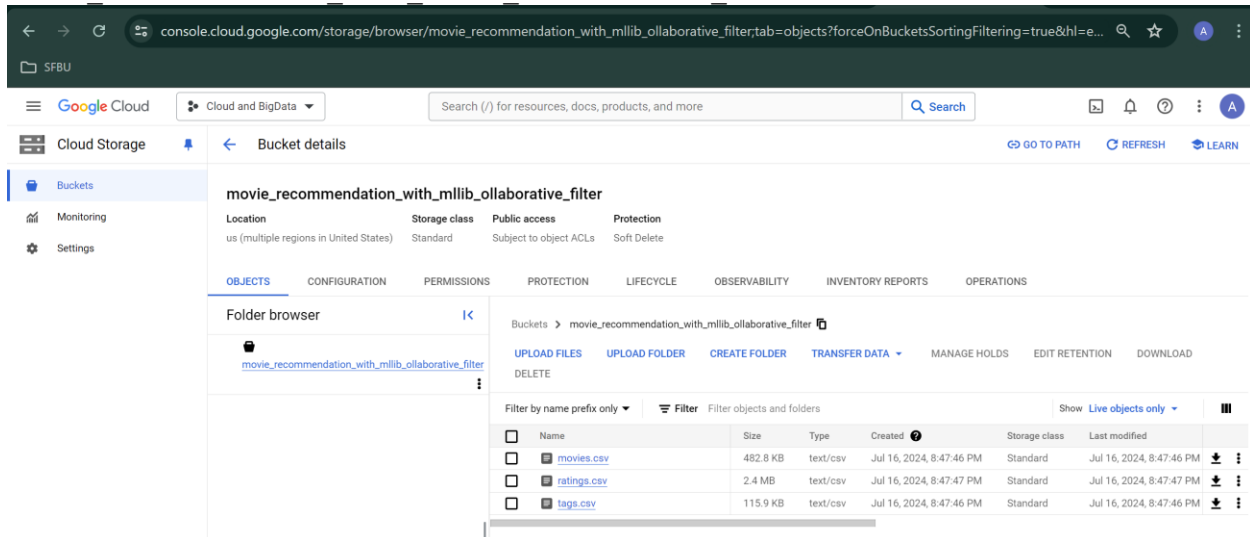 console.cloud.google.com/storage/browser/movie_recommendation_with_mllib_ollaborative_filter;tab=objects?forceOnBucketsSortingFiltering=true&hl=e... A
SFBU
Google Cloud Cloud and BigData Search (/) for resources, docs, products, and more Search A
Cloud Storage Bucket details GO TO PATH REFRESH LEARN
Buckets
Monitoring
Settings
movie_recommendation_with_mllib_ollaborative_filter
Location Storage class Public access Protection
us (multiple regions in United States) Standard Subject to object ACLs Soft Delete
OBJECTS CONFIGURATION PERMISSIONS PROTECTION LIFECYCLE OBSERVABILITY INVENTORY REPORTS OPERATIONS
Folder browser
movie_recommendation_with_mllib_ollaborative_filter
Buckets > movie_recommendation_with_mllib_ollaborative_filter
UPLOAD FILES UPLOAD FOLDER CREATE FOLDER TRANSFER DATA MANAGE HOLDS EDIT RETENTION DOWNLOAD
DELETE
Filter by name prefix only Filter Filter objects and folders Show Live objects only
Name Size Type Created Storage class Last modified
movies.csv 482.8 KB text/csv Jul 16, 2024, 8:47:46 PM Standard Jul 16, 2024, 8:47:46 PM
ratings.csv 2.4 MB text/csv Jul 16, 2024, 8:47:47 PM Standard Jul 16, 2024, 8:47:47 PM
tags.csv 115.9 KB text/csv Jul 16, 2024, 8:47:46 PM Standard Jul 16, 2024, 8:47:46 PM